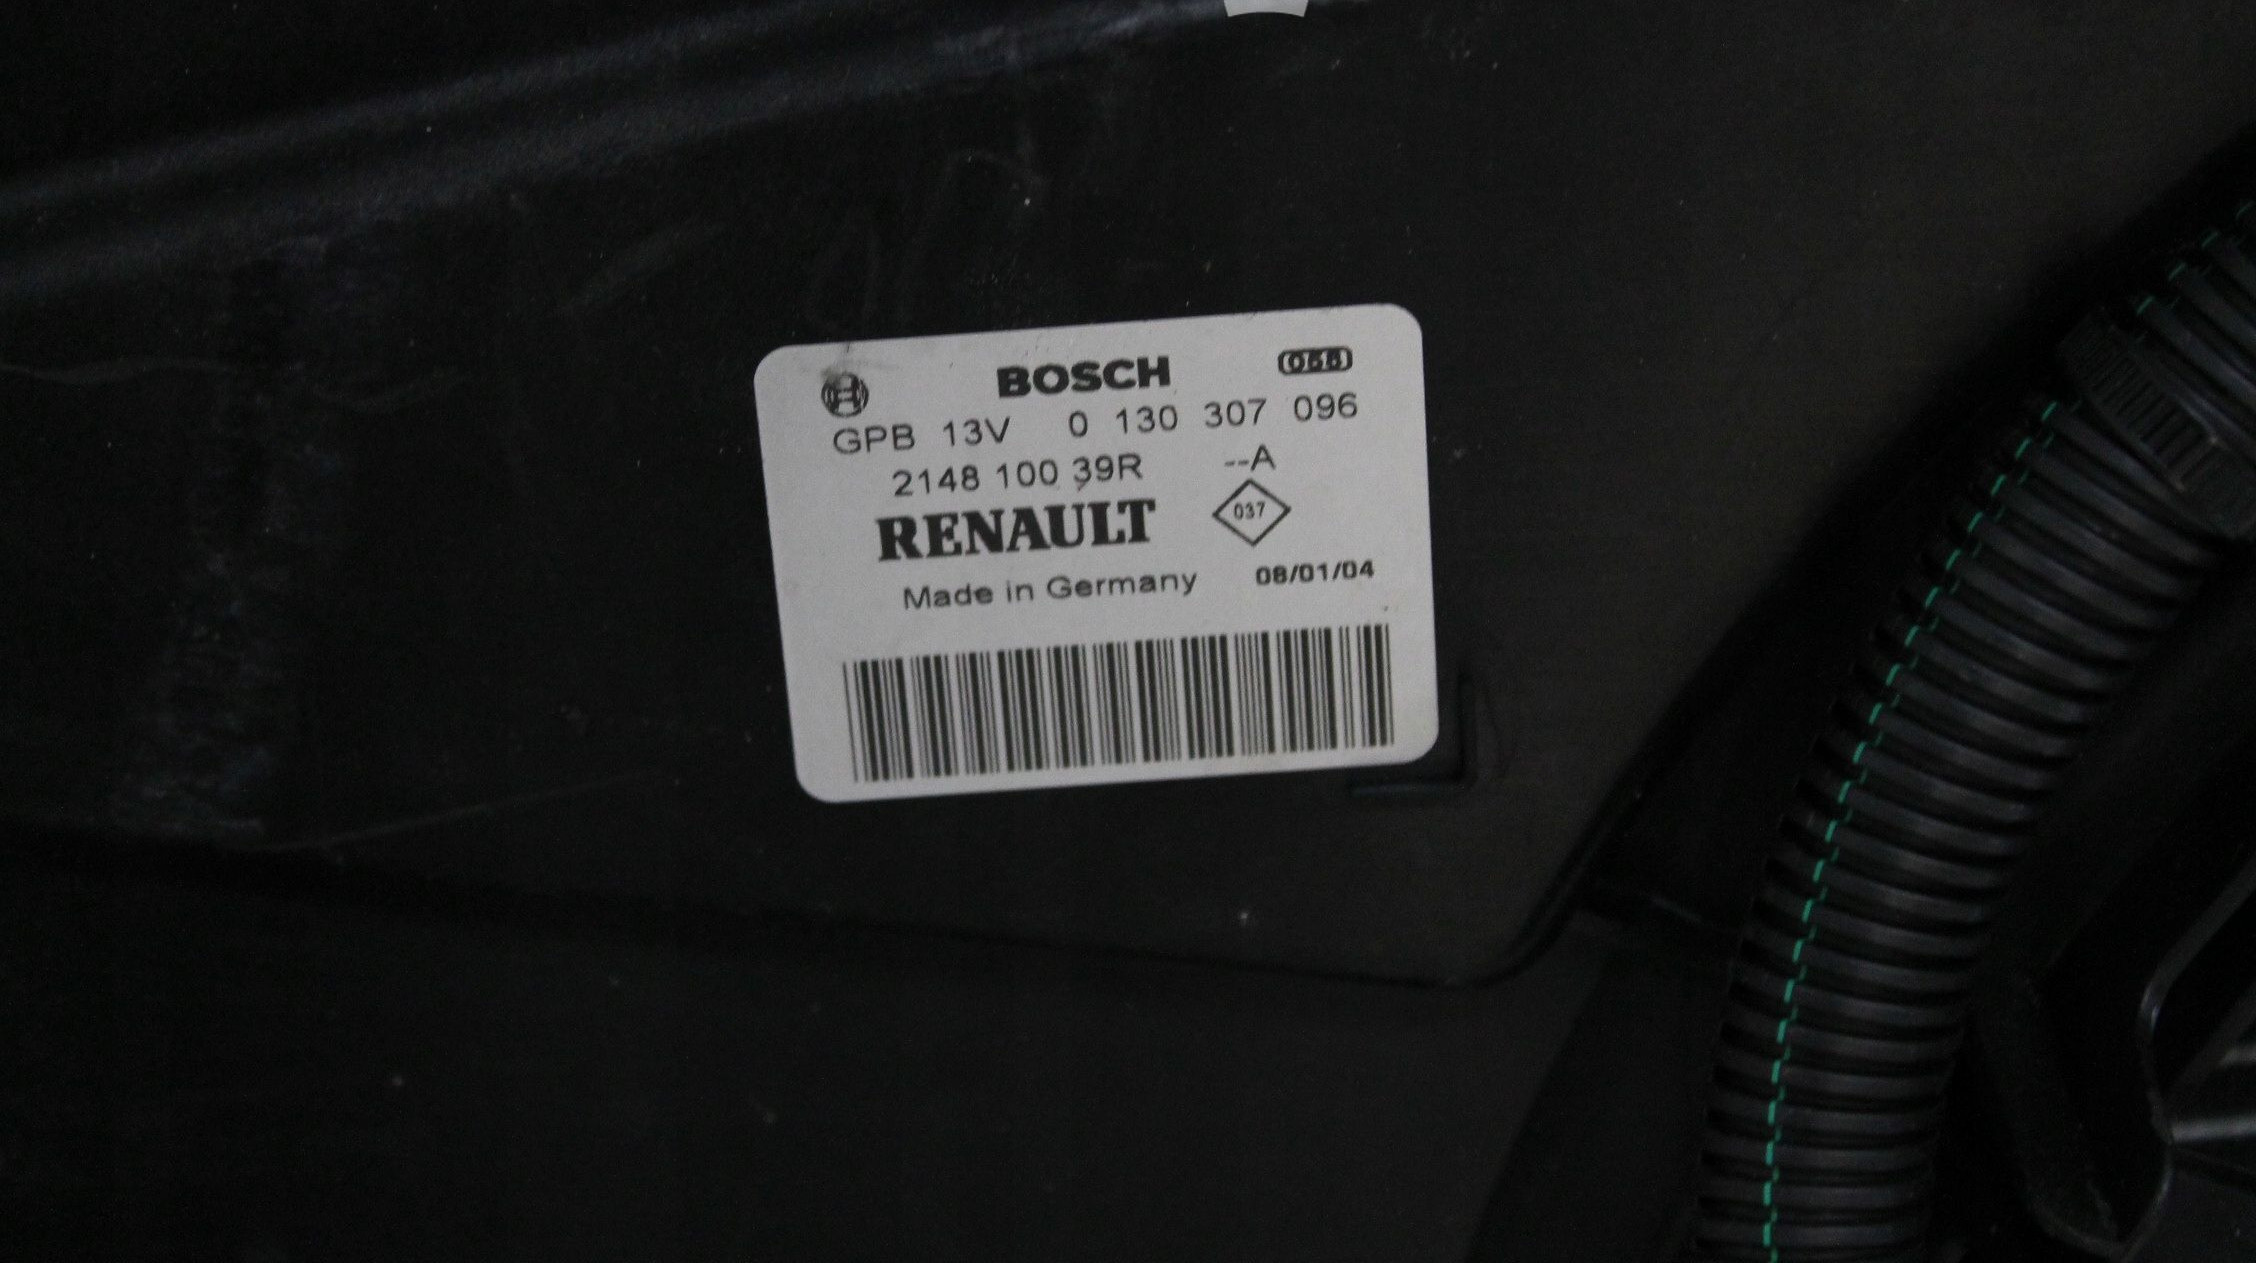 BOSCH
GPB 13V 0 130 307 096
2148 100 39R --A
RENAULT 037
Made in Germany 08/01/04